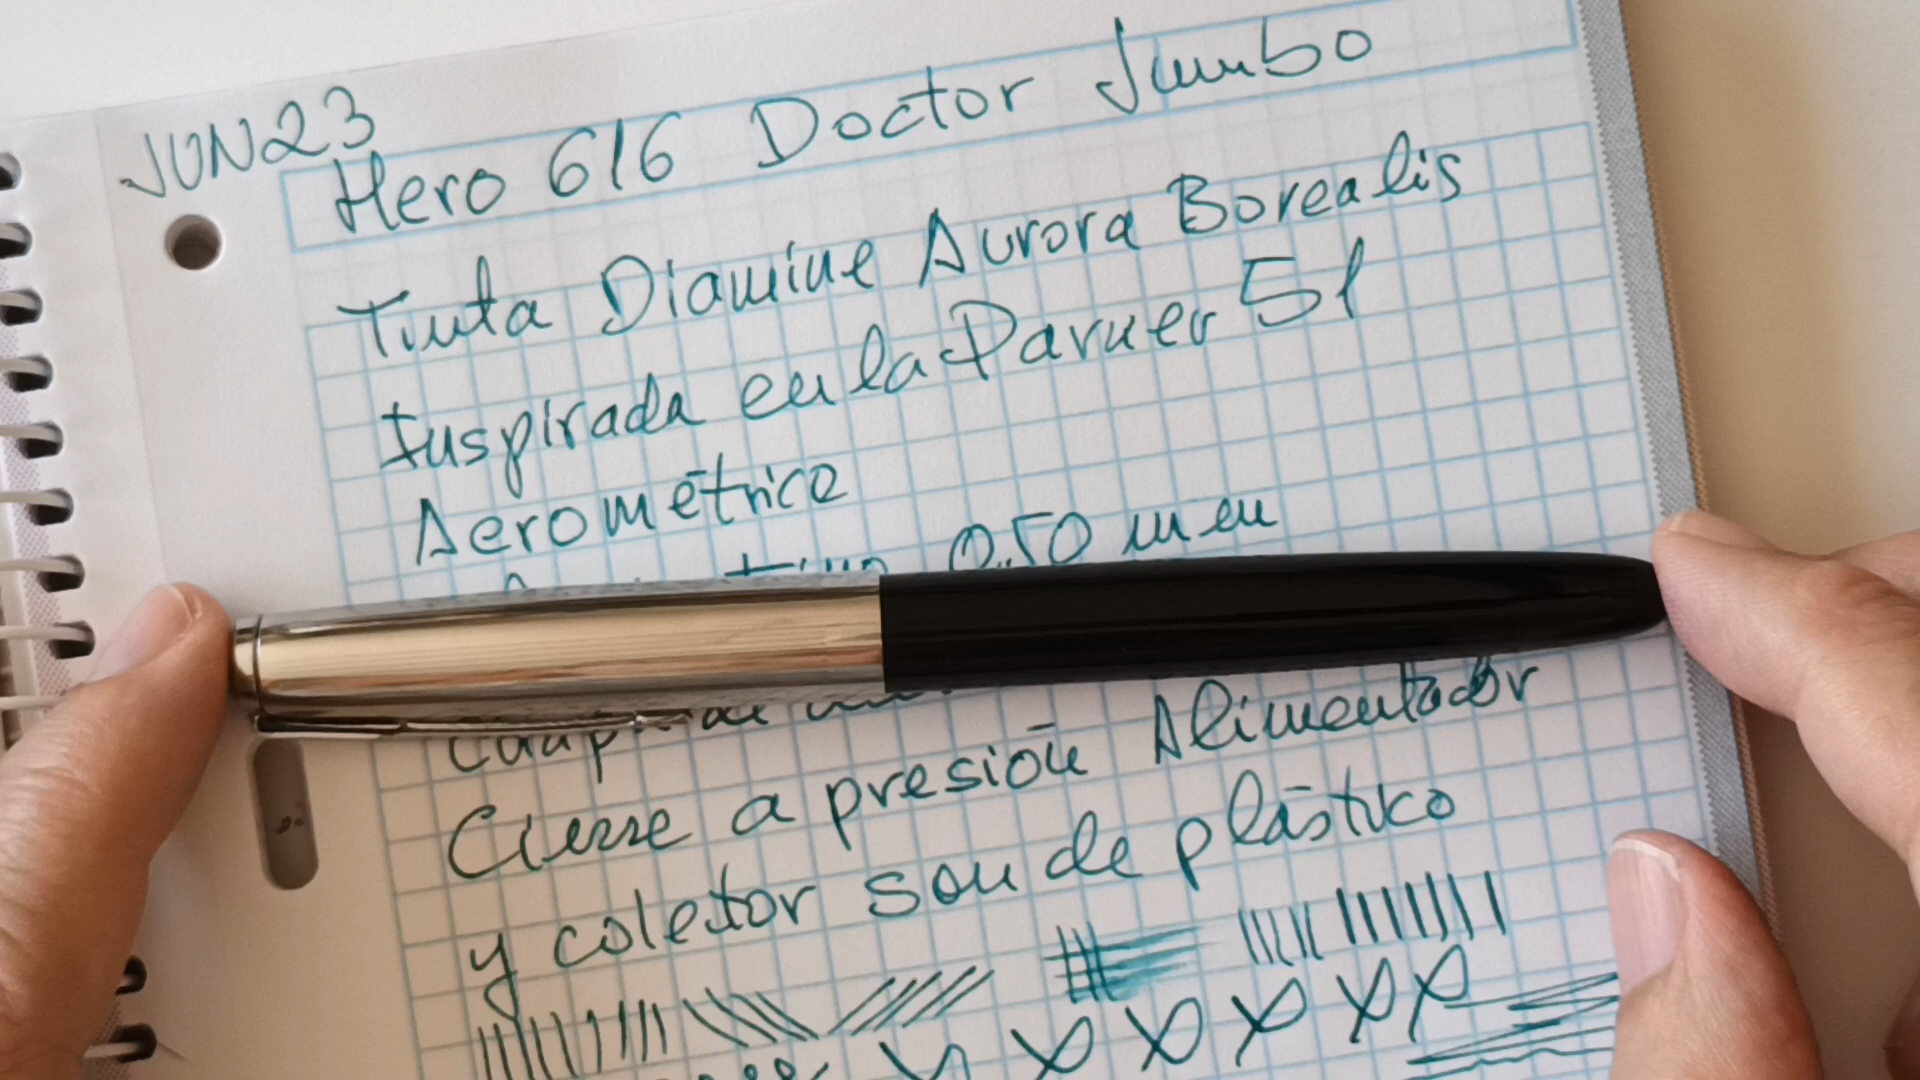 JUN23
Hero 616 Doctor Jumbo
Tinta Diamine Aurora Borealis
Inspirada en la Parker 51
Aerométrico
0.50 mm
Cierre a presión Alimentador
y colector son de plástico